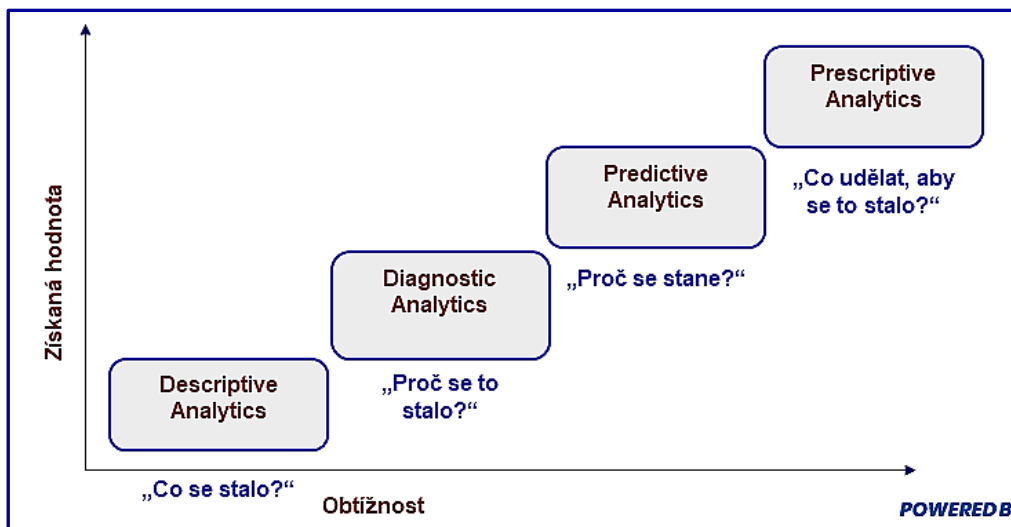 Prescriptive
Analytics
„Co udělat, aby
se to stalo?“
Predictive
Analytics
„Proč se stane?“
Diagnostic
Analytics
„Proč se to
stalo?“
Descriptive
Analytics
„Co se stalo?“
Získaná hodnota
Obtížnost
POWERED B